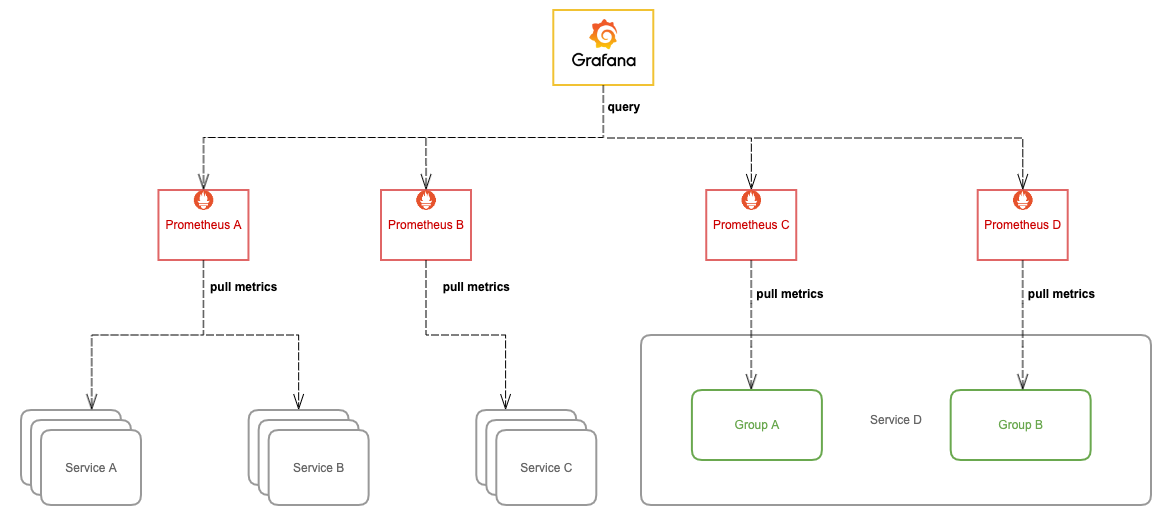 Grafana
query
Prometheus A
Prometheus B
Prometheus C
Prometheus D
pull metrics
pull metrics
pull metrics
pull metrics
Service A
Service B
Service C
Group A
Service D
Group B